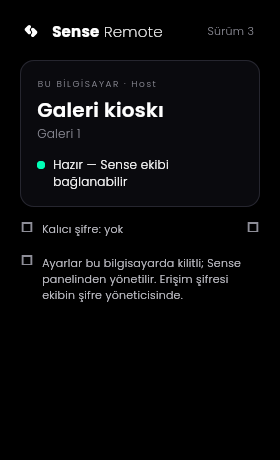 Sense Remote
Sürüm 3
BU BİLGİSAYAR · Host
Galeri kioskı
Galeri 1
Hazır — Sense ekibi
bağlanabilir
Kalıcı şifre: yok
Ayarlar bu bilgisayarda kilitli; Sense
panelinden yönetilir. Erişim şifresi
ekibin şifre yöneticisinde.